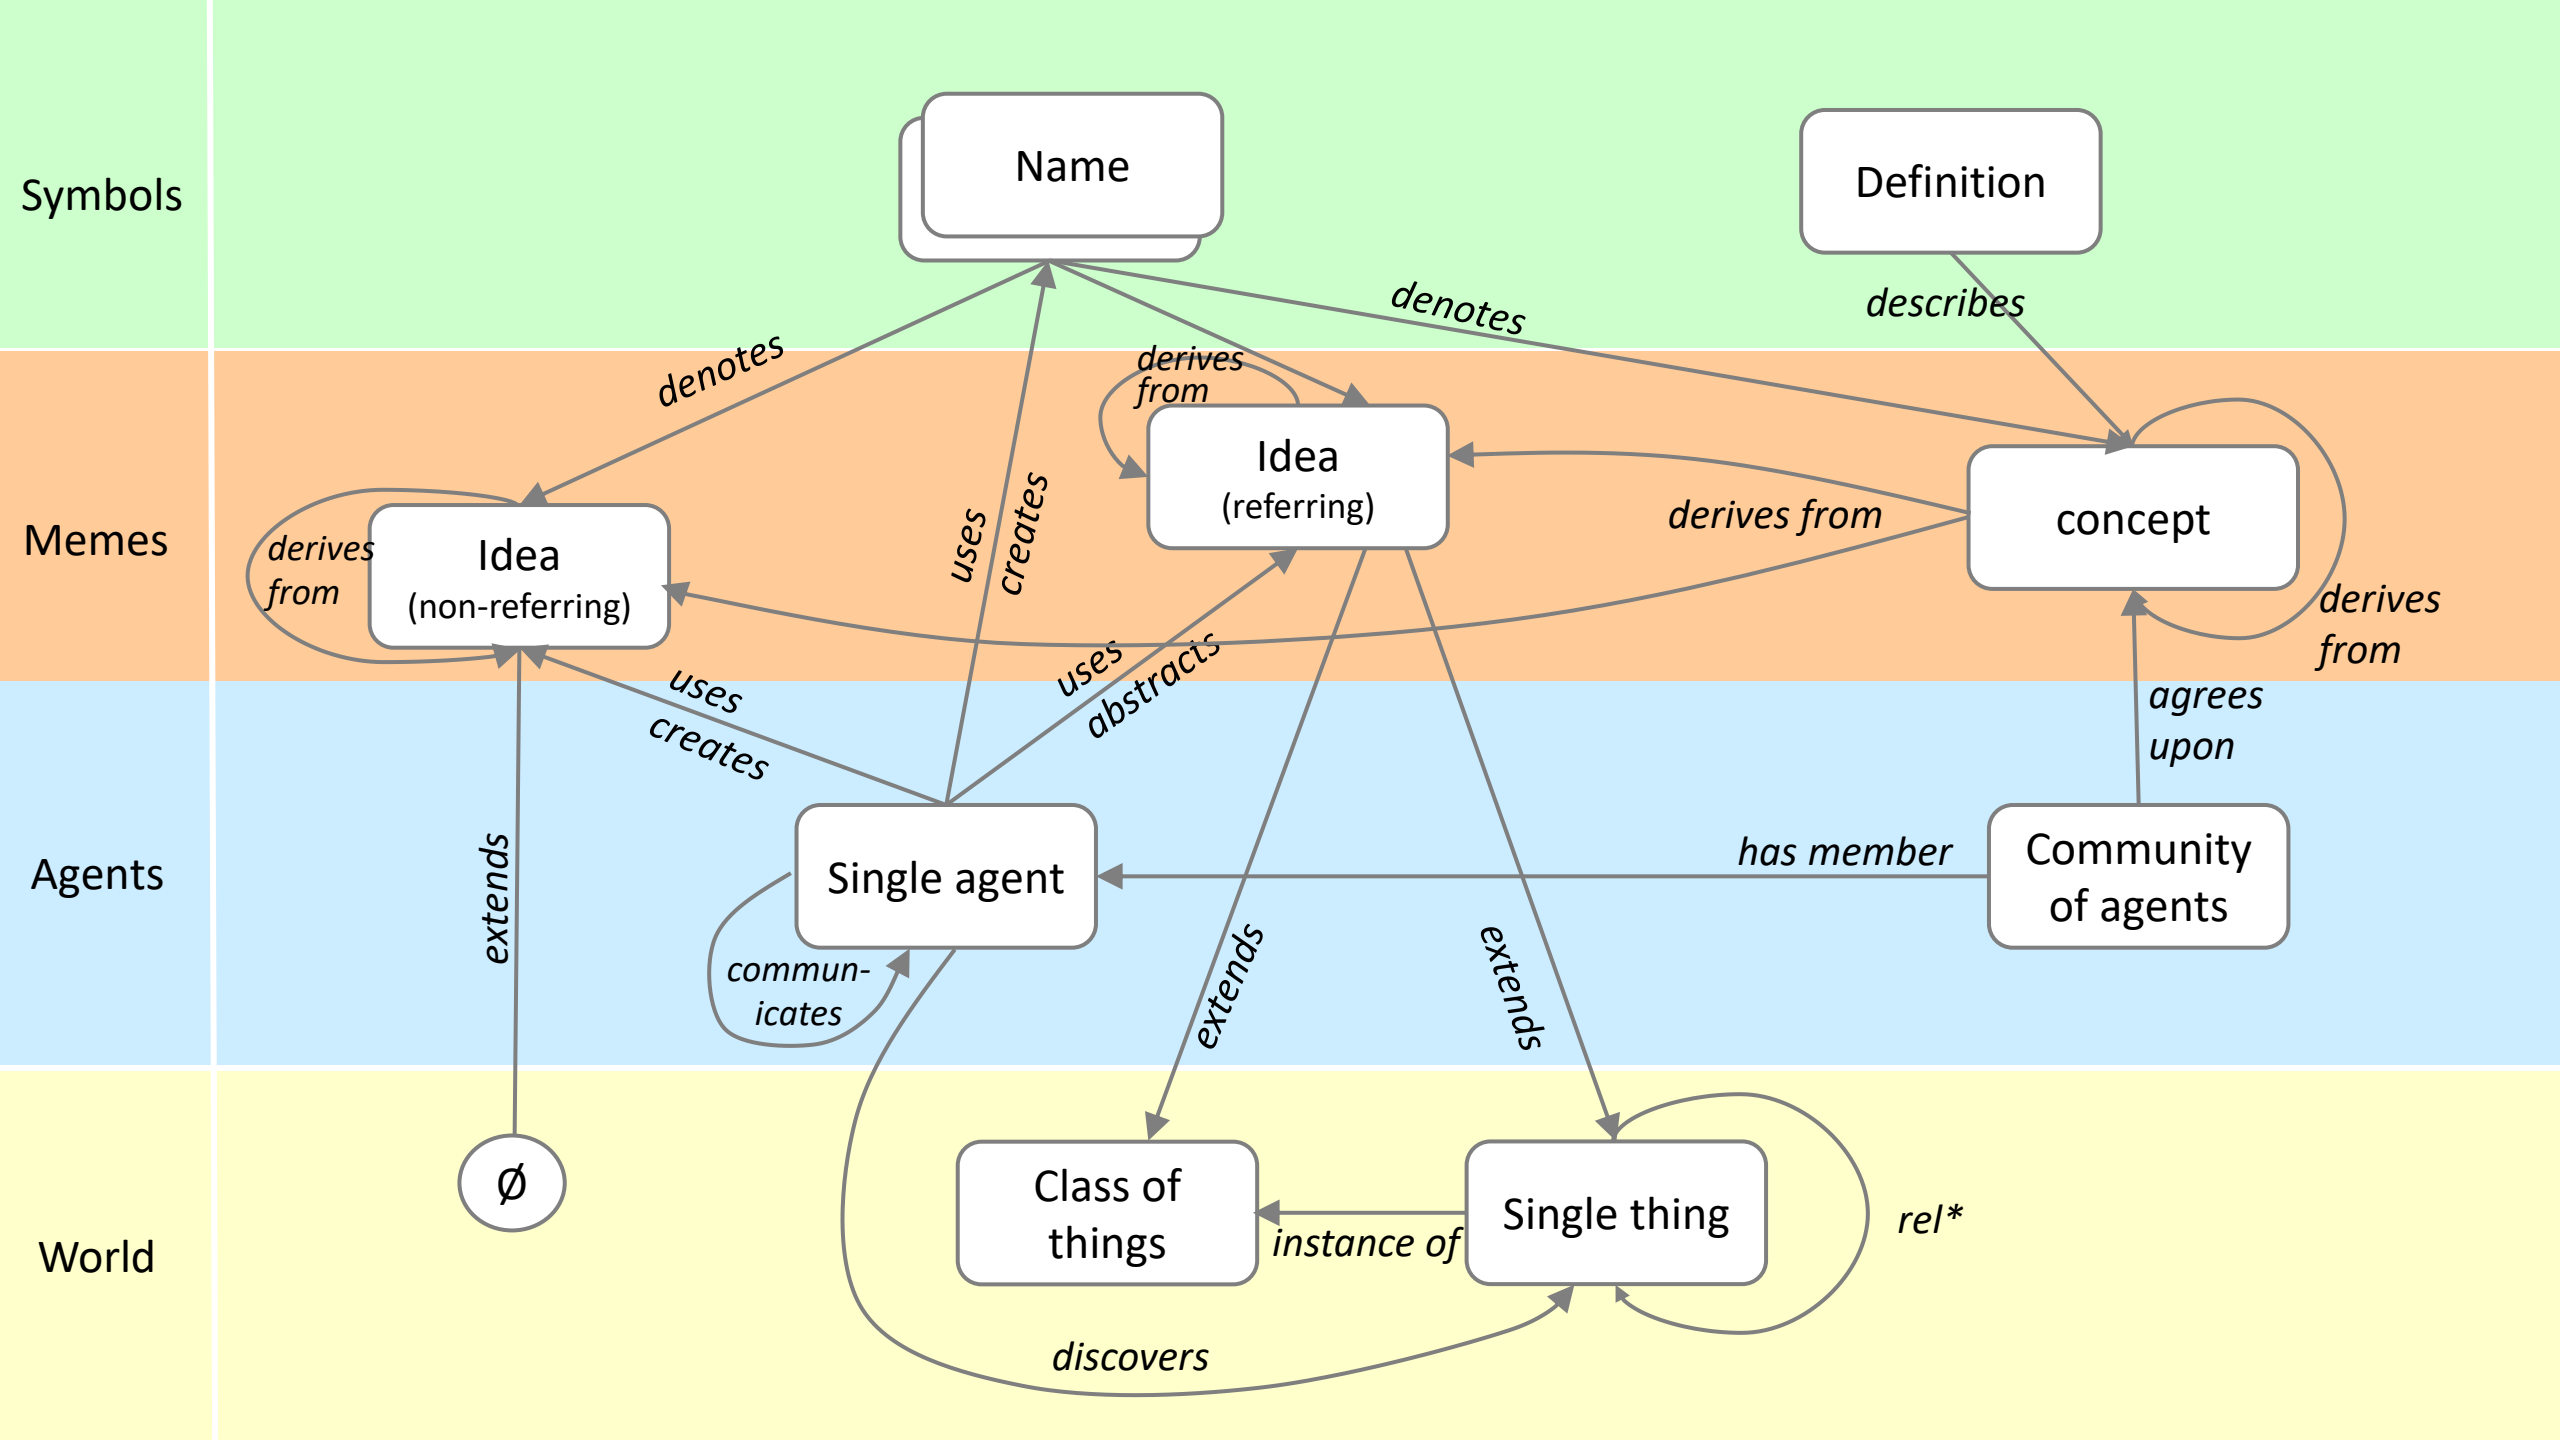 Symbols
Name
Definition
denotes
describes
denotes
derives
from
Memes
Idea
(referring)
Idea
(non-referring)
derives
from
uses
creates
derives from
concept
derives
from
uses
abstracts
uses
creates
agrees
upon
Agents
extends
Single agent
has member
Community
of agents
commun-
icates
extends
extends
World
Ø
Class of
things
instance of
Single thing
rel*
discovers